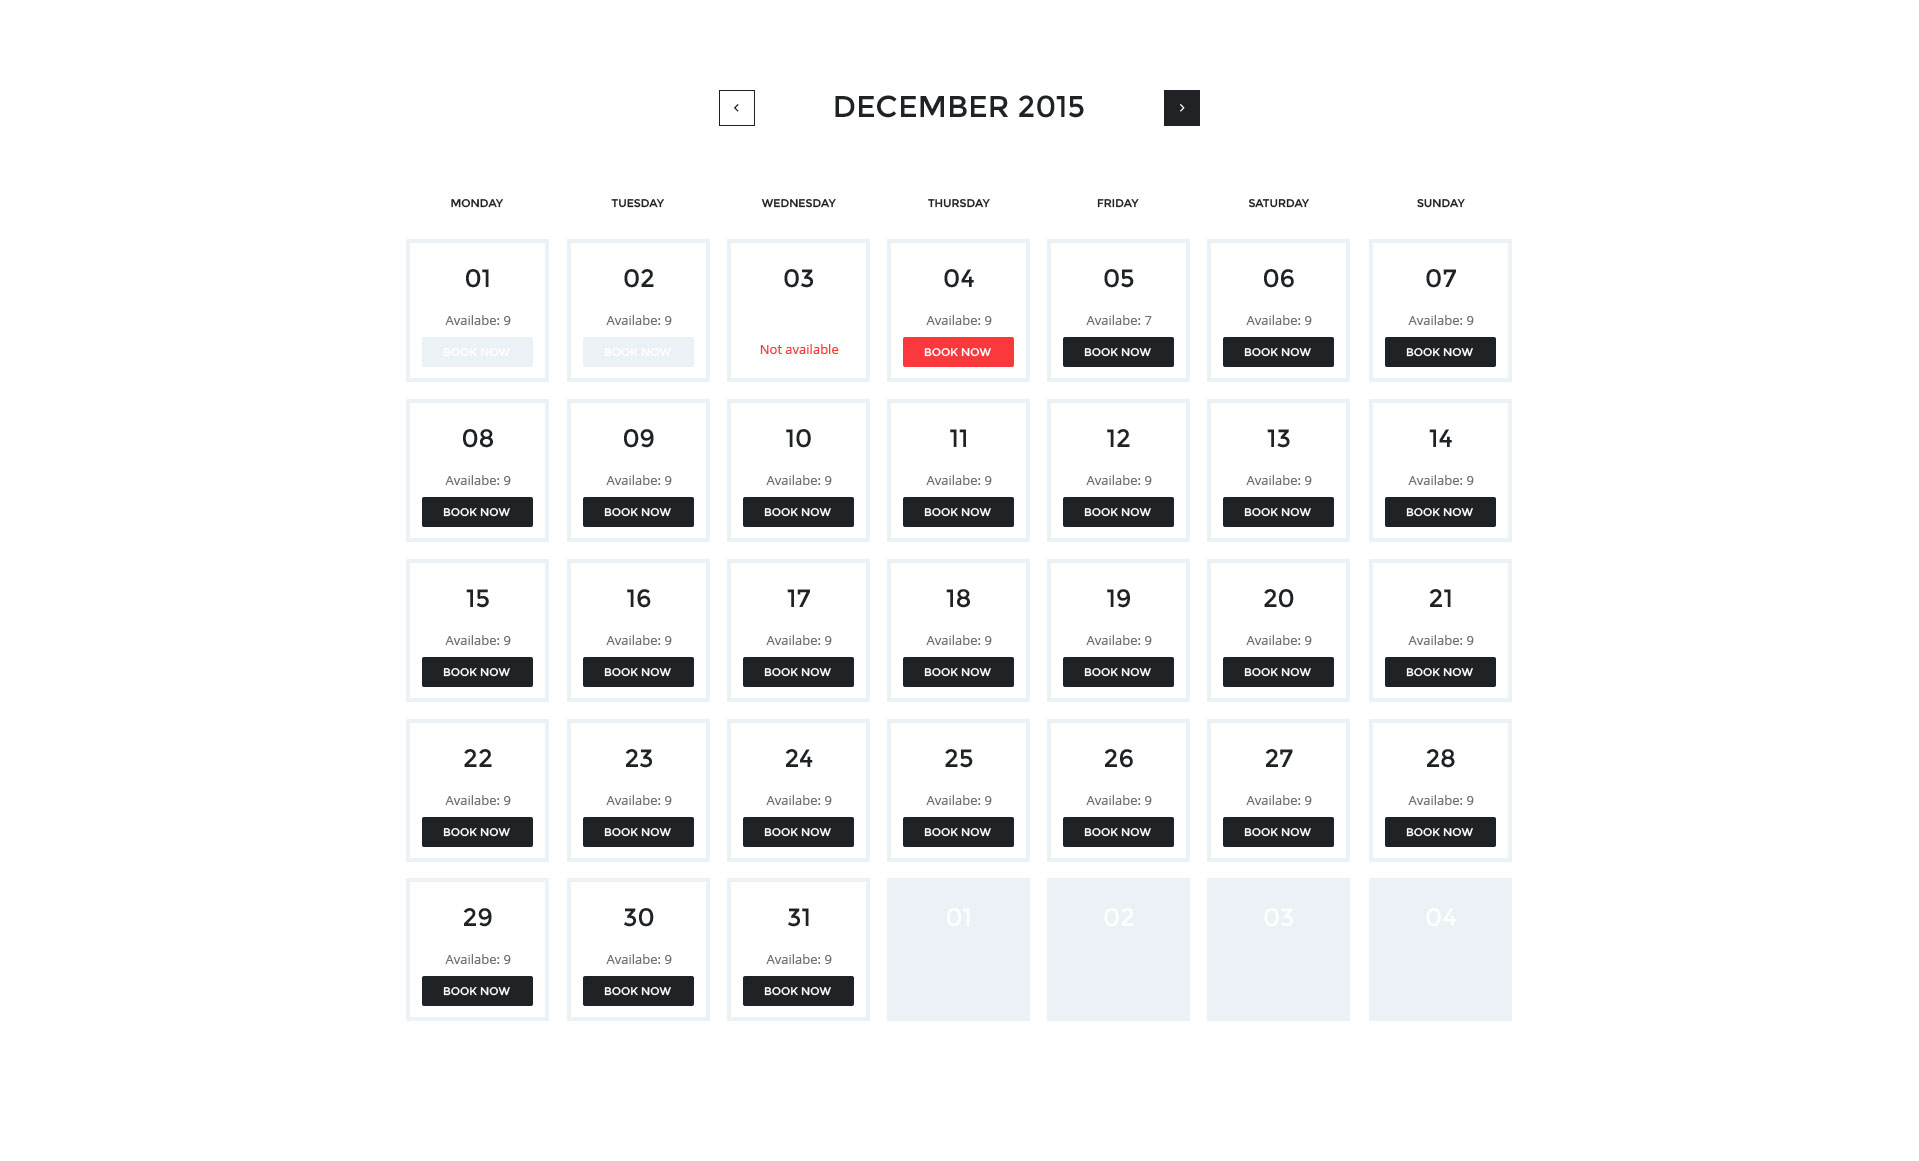 ‹ DECEMBER 2015 ›
MONDAY TUESDAY WEDNESDAY THURSDAY FRIDAY SATURDAY SUNDAY
01 02 03 04 05 06 07
Availabe: 9 Availabe: 9 Availabe: 9 Availabe: 7 Availabe: 9 Availabe: 9
BOOK NOW BOOK NOW Not available BOOK NOW BOOK NOW BOOK NOW BOOK NOW
08 09 10 11 12 13 14
Availabe: 9 Availabe: 9 Availabe: 9 Availabe: 9 Availabe: 9 Availabe: 9 Availabe: 9
BOOK NOW BOOK NOW BOOK NOW BOOK NOW BOOK NOW BOOK NOW BOOK NOW
15 16 17 18 19 20 21
Availabe: 9 Availabe: 9 Availabe: 9 Availabe: 9 Availabe: 9 Availabe: 9 Availabe: 9
BOOK NOW BOOK NOW BOOK NOW BOOK NOW BOOK NOW BOOK NOW BOOK NOW
22 23 24 25 26 27 28
Availabe: 9 Availabe: 9 Availabe: 9 Availabe: 9 Availabe: 9 Availabe: 9 Availabe: 9
BOOK NOW BOOK NOW BOOK NOW BOOK NOW BOOK NOW BOOK NOW BOOK NOW
29 30 31 01 02 03 04
Availabe: 9 Availabe: 9 Availabe: 9
BOOK NOW BOOK NOW BOOK NOW